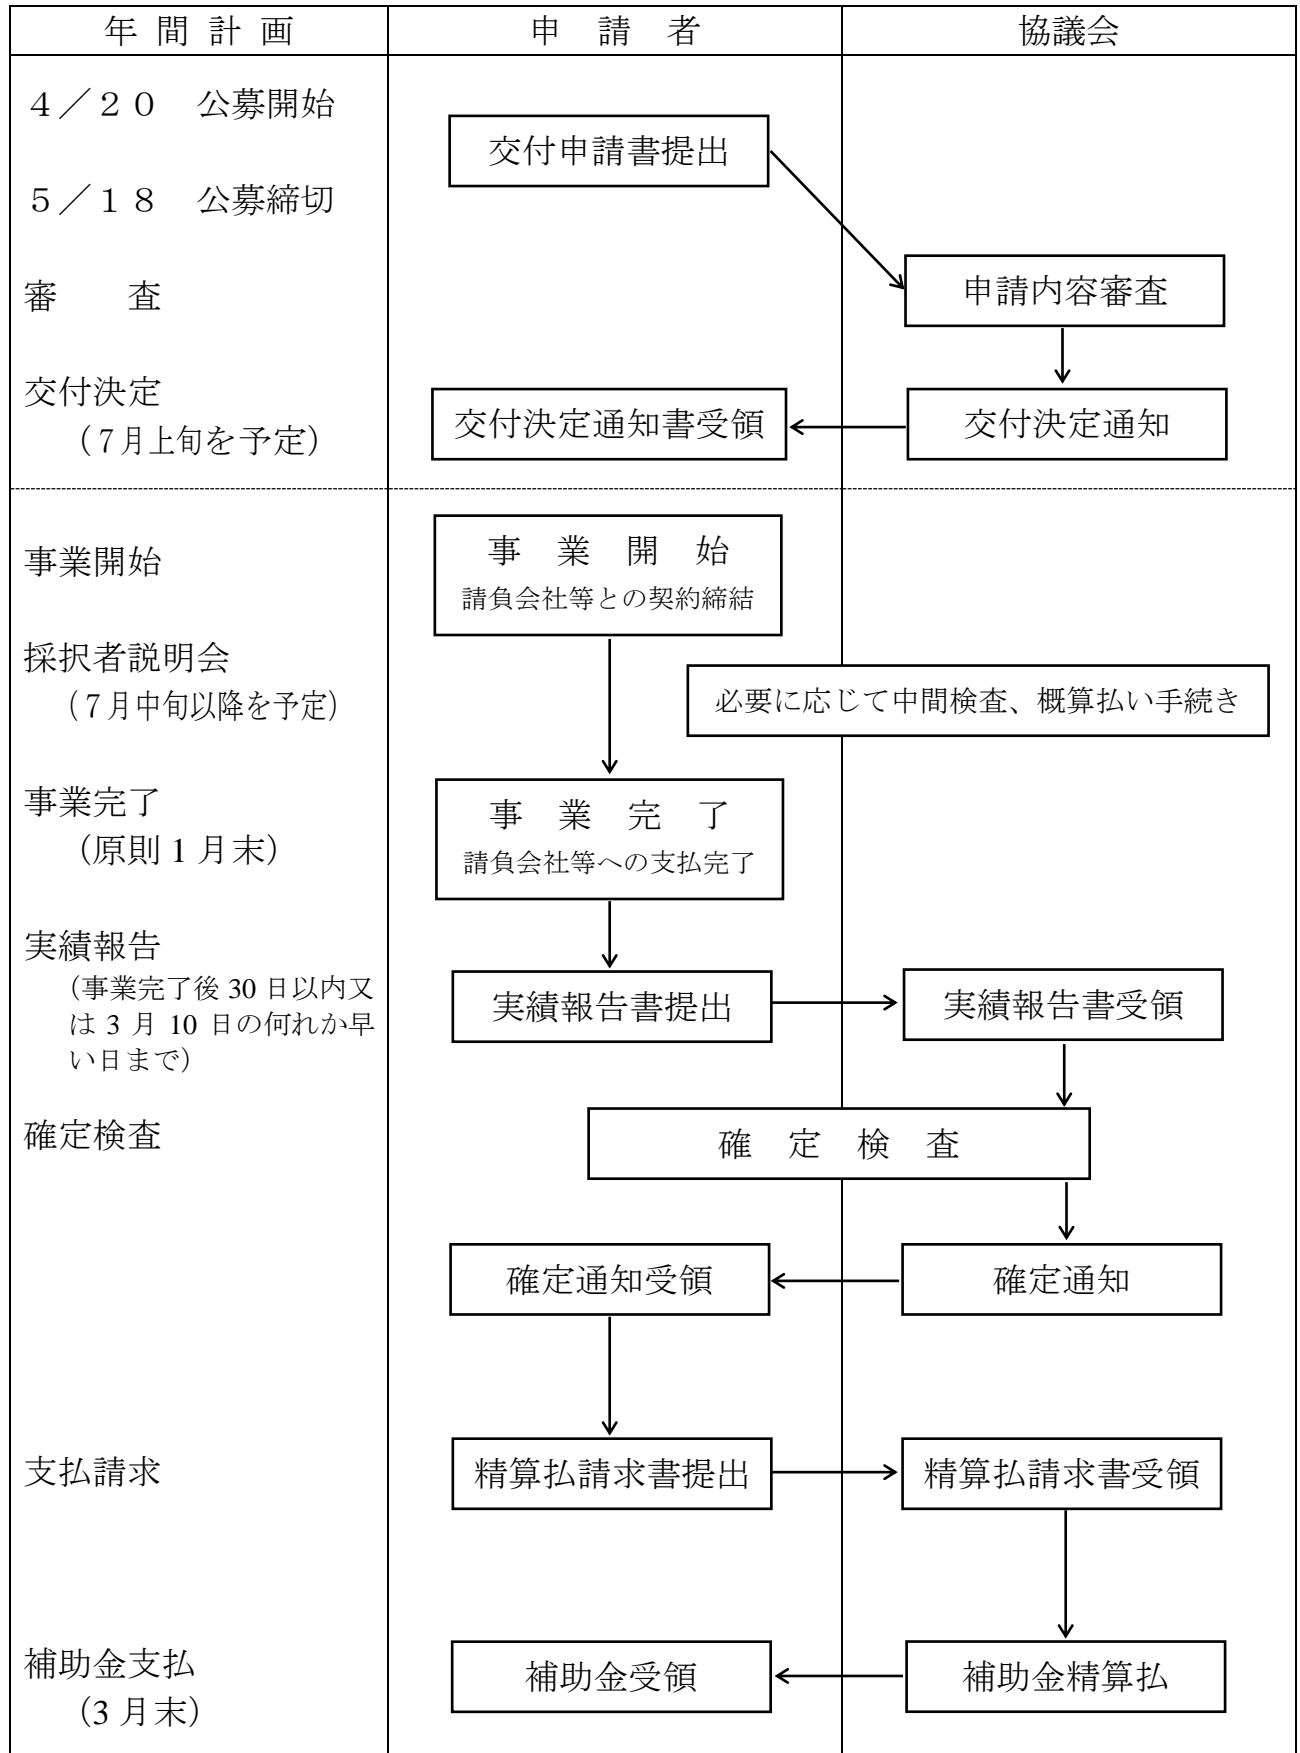 年間計画
申請者
協議会
4／20　公募開始
交付申請書提出
5／18　公募締切
審　　査
申請内容審査
交付決定
（7月上旬を予定）
交付決定通知書受領
交付決定通知
事業開始
事　業　開　始
請負会社等との契約締結
採択者説明会
（7月中旬以降を予定）
必要に応じて中間検査、概算払い手続き
事業完了
（原則 1 月末）
事　業　完　了
請負会社等への支払完了
実績報告
（事業完了後 30 日以内又
は 3 月 10 日の何れか早
い日まで）
実績報告書提出
実績報告書受領
確定検査
確　定　検　査
確定通知受領
確定通知
支払請求
精算払請求書提出
精算払請求書受領
補助金支払
（3 月末）
補助金受領
補助金精算払